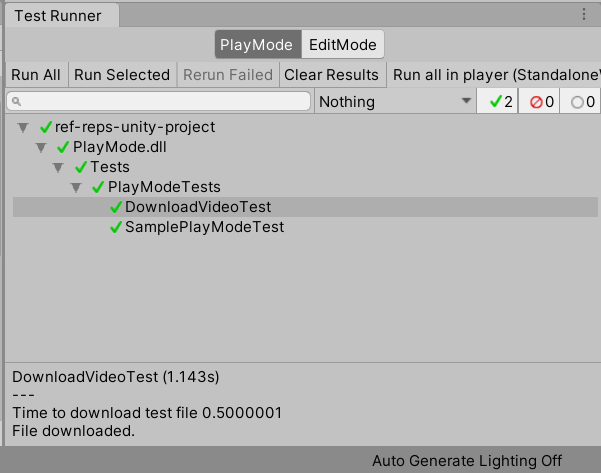 Test Runner
PlayMode EditMode
Run All Run Selected Rerun Failed Clear Results Run all in player (Standalone
Nothing 2 0 0
ref-reps-unity-project
PlayMode.dll
Tests
PlayModeTests
DownloadVideoTest
SamplePlayModeTest
DownloadVideoTest (1.143s)
---
Time to download test file 0.5000001
File downloaded.
Auto Generate Lighting Off